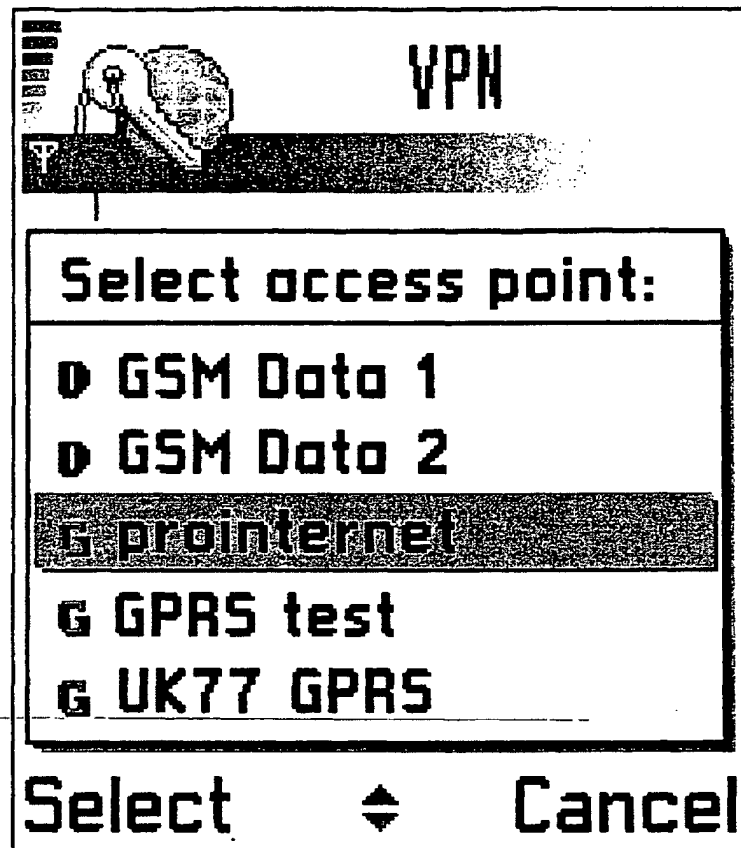 VPN
Select access point:
D GSM Data 1
D GSM Data 2
G prointernet
G GPRS test
G UK77 GPRS
Select Cancel